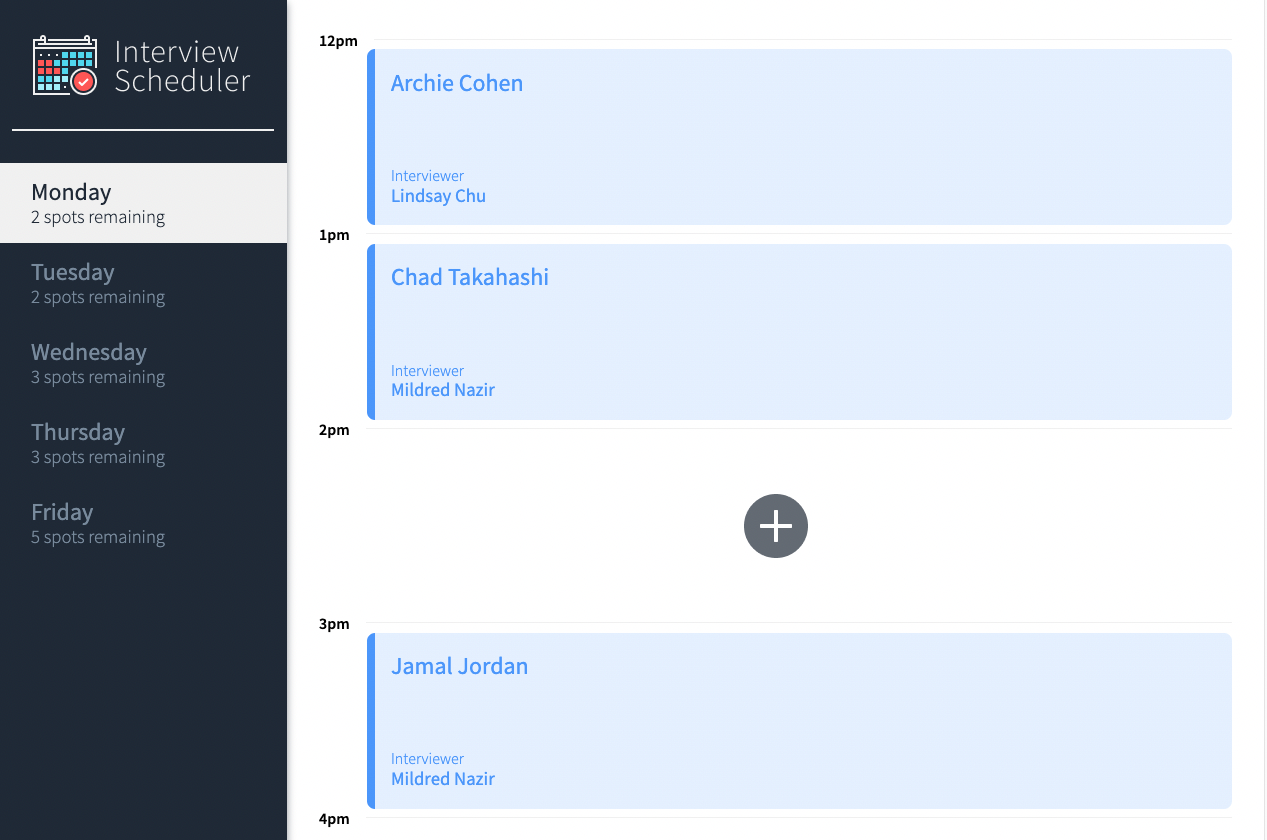 Interview
Scheduler
Monday
2 spots remaining
Tuesday
2 spots remaining
Wednesday
3 spots remaining
Thursday
3 spots remaining
Friday
5 spots remaining
12pm
Archie Cohen
Interviewer
Lindsay Chu
1pm
Chad Takahashi
Interviewer
Mildred Nazir
2pm
3pm
Jamal Jordan
Interviewer
Mildred Nazir
4pm